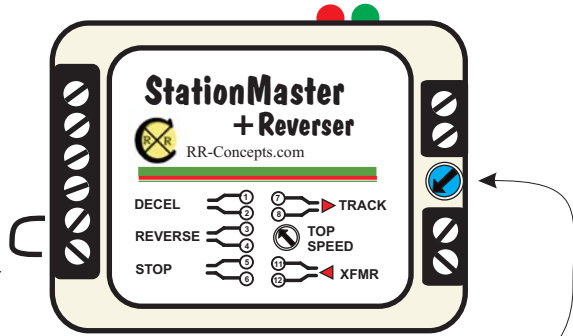 StationMaster
+Reverser
R R
RR-Concepts.com
DECEL 1 2
7 8 TRACK
REVERSE 3 4
TOP
SPEED
STOP 5 6
11 12 XFMR